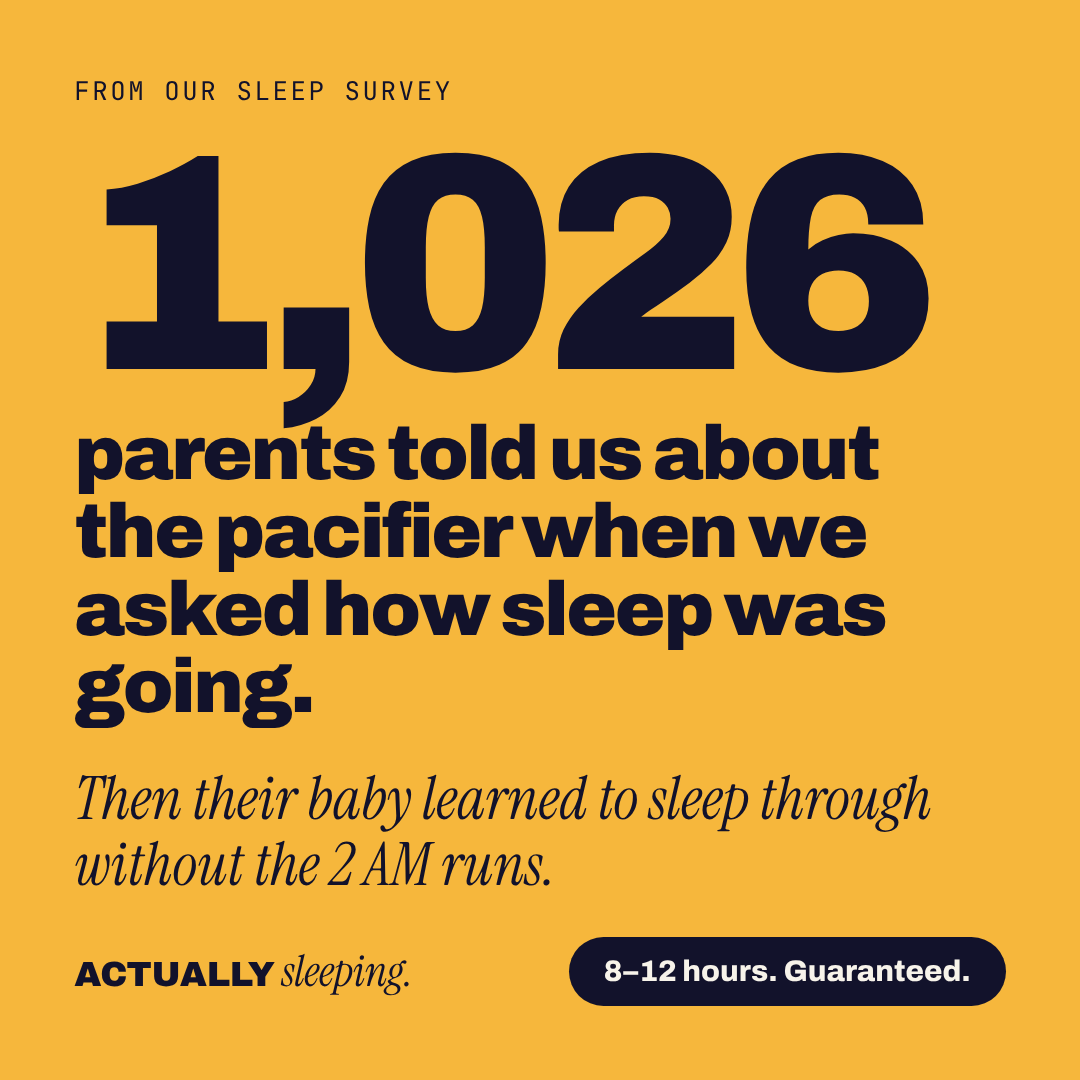 FROM OUR SLEEP SURVEY
1,026
parents told us about
the pacifier when we
asked how sleep was
going.
Then their baby learned to sleep through
without the 2 AM runs.
ACTUALLY sleeping.
8–12 hours. Guaranteed.